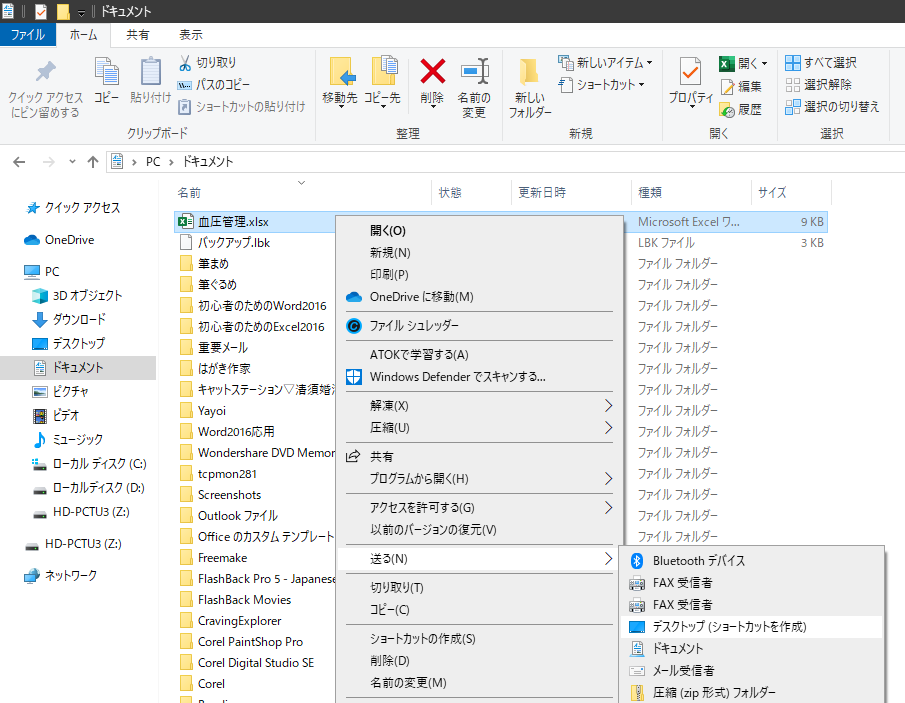 ドキュメント
ファイル ホーム 共有 表示
クイック アクセスにピン留めする
コピー
貼り付け
切り取り
パスのコピー
ショートカットの貼り付け
クリップボード
移動先
コピー先
削除
名前の変更
整理
新しいフォルダー
新しいアイテム
ショートカット
新規
プロパティ
開く
編集
履歴
開く
すべて選択
選択解除
選択の切り替え
選択
PC › ドキュメント
クイック アクセス
OneDrive
PC
3D オブジェクト
ダウンロード
デスクトップ
ドキュメント
ピクチャ
ビデオ
ミュージック
ローカル ディスク (C:)
ローカルディスク (D:)
HD-PCTU3 (Z:)
HD-PCTU3 (Z:)
ネットワーク
名前 状態 更新日時 種類 サイズ
血圧管理.xlsx Microsoft Excel ワ... 9 KB
バックアップ.lbk LBK ファイル 3 KB
筆まめ ファイル フォルダー
筆ぐるめ ファイル フォルダー
初心者のためのWord2016 ファイル フォルダー
初心者のためのExcel2016 ファイル フォルダー
重要メール ファイル フォルダー
はがき作家 ファイル フォルダー
キャットステーション▽清須婚 ファイル フォルダー
Yayoi ファイル フォルダー
Word2016応用 ファイル フォルダー
Wondershare DVD Memor ファイル フォルダー
tcpmon281 ファイル フォルダー
Screenshots ファイル フォルダー
Outlook ファイル ファイル フォルダー
Office のカスタム テンプレート ファイル フォルダー
Freemake
FlashBack Pro 5 - Japanese
FlashBack Movies
CravingExplorer
Corel PaintShop Pro
Corel Digital Studio SE
Corel
開く(O)
新規(N)
印刷(P)
OneDrive に移動(M)
ファイル シュレッダー
ATOKで学習する(A)
Windows Defender でスキャンする...
解凍(X)
圧縮(U)
共有
プログラムから開く(H)
アクセスを許可する(G)
以前のバージョンの復元(V)
送る(N)
切り取り(T)
コピー(C)
ショートカットの作成(S)
削除(D)
名前の変更(M)
Bluetooth デバイス
FAX 受信者
FAX 受信者
デスクトップ (ショートカットを作成)
ドキュメント
メール受信者
圧縮 (zip 形式) フォルダー